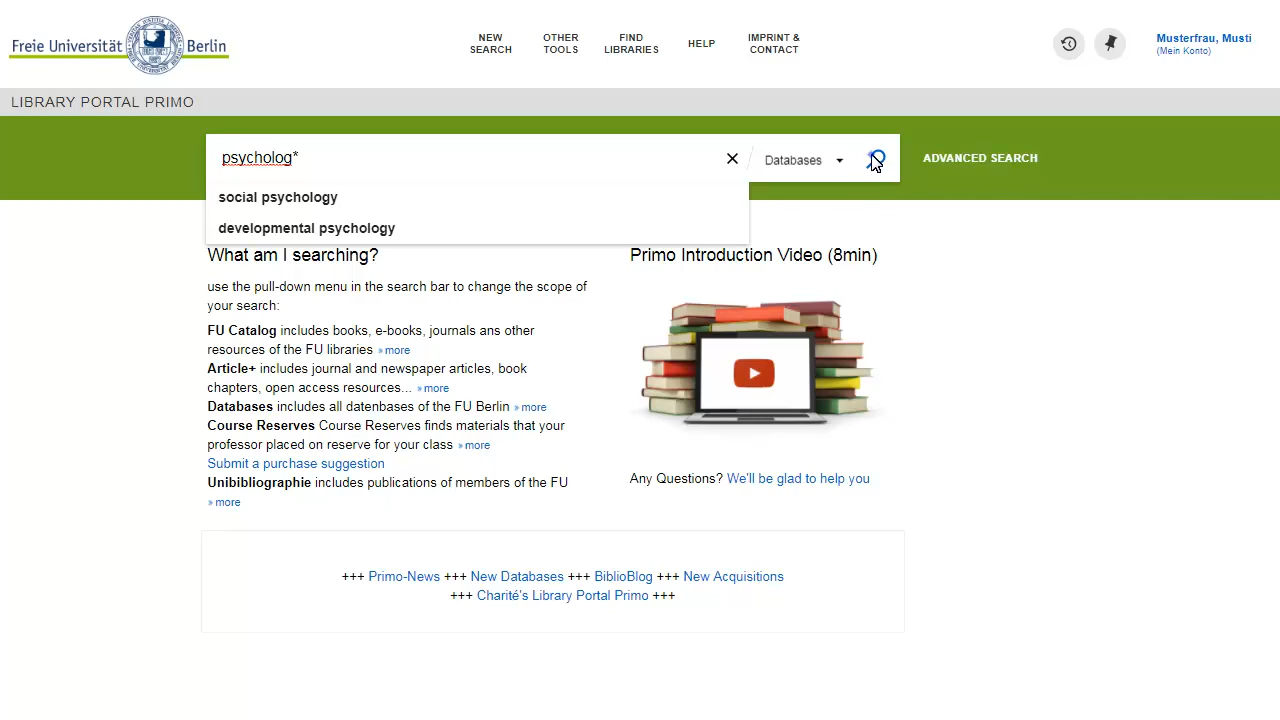 Freie Universität Berlin
NEW SEARCH
OTHER TOOLS
FIND LIBRARIES
HELP
IMPRINT & CONTACT
Musterfrau, Musti
(Mein Konto)
LIBRARY PORTAL PRIMO
psycholog*
Databases
ADVANCED SEARCH
social psychology
developmental psychology
What am I searching?
use the pull-down menu in the search bar to change the scope of
your search:
FU Catalog includes books, e-books, journals ans other
resources of the FU libraries » more
Article+ includes journal and newspaper articles, book
chapters, open access resources... » more
Databases includes all datenbases of the FU Berlin » more
Course Reserves Course Reserves finds materials that your
professor placed on reserve for your class » more
Submit a purchase suggestion
Unibibliographie includes publications of members of the FU
» more
Primo Introduction Video (8min)
Any Questions? We'll be glad to help you
+++ Primo-News +++ New Databases +++ BiblioBlog +++ New Acquisitions
+++ Charité's Library Portal Primo +++